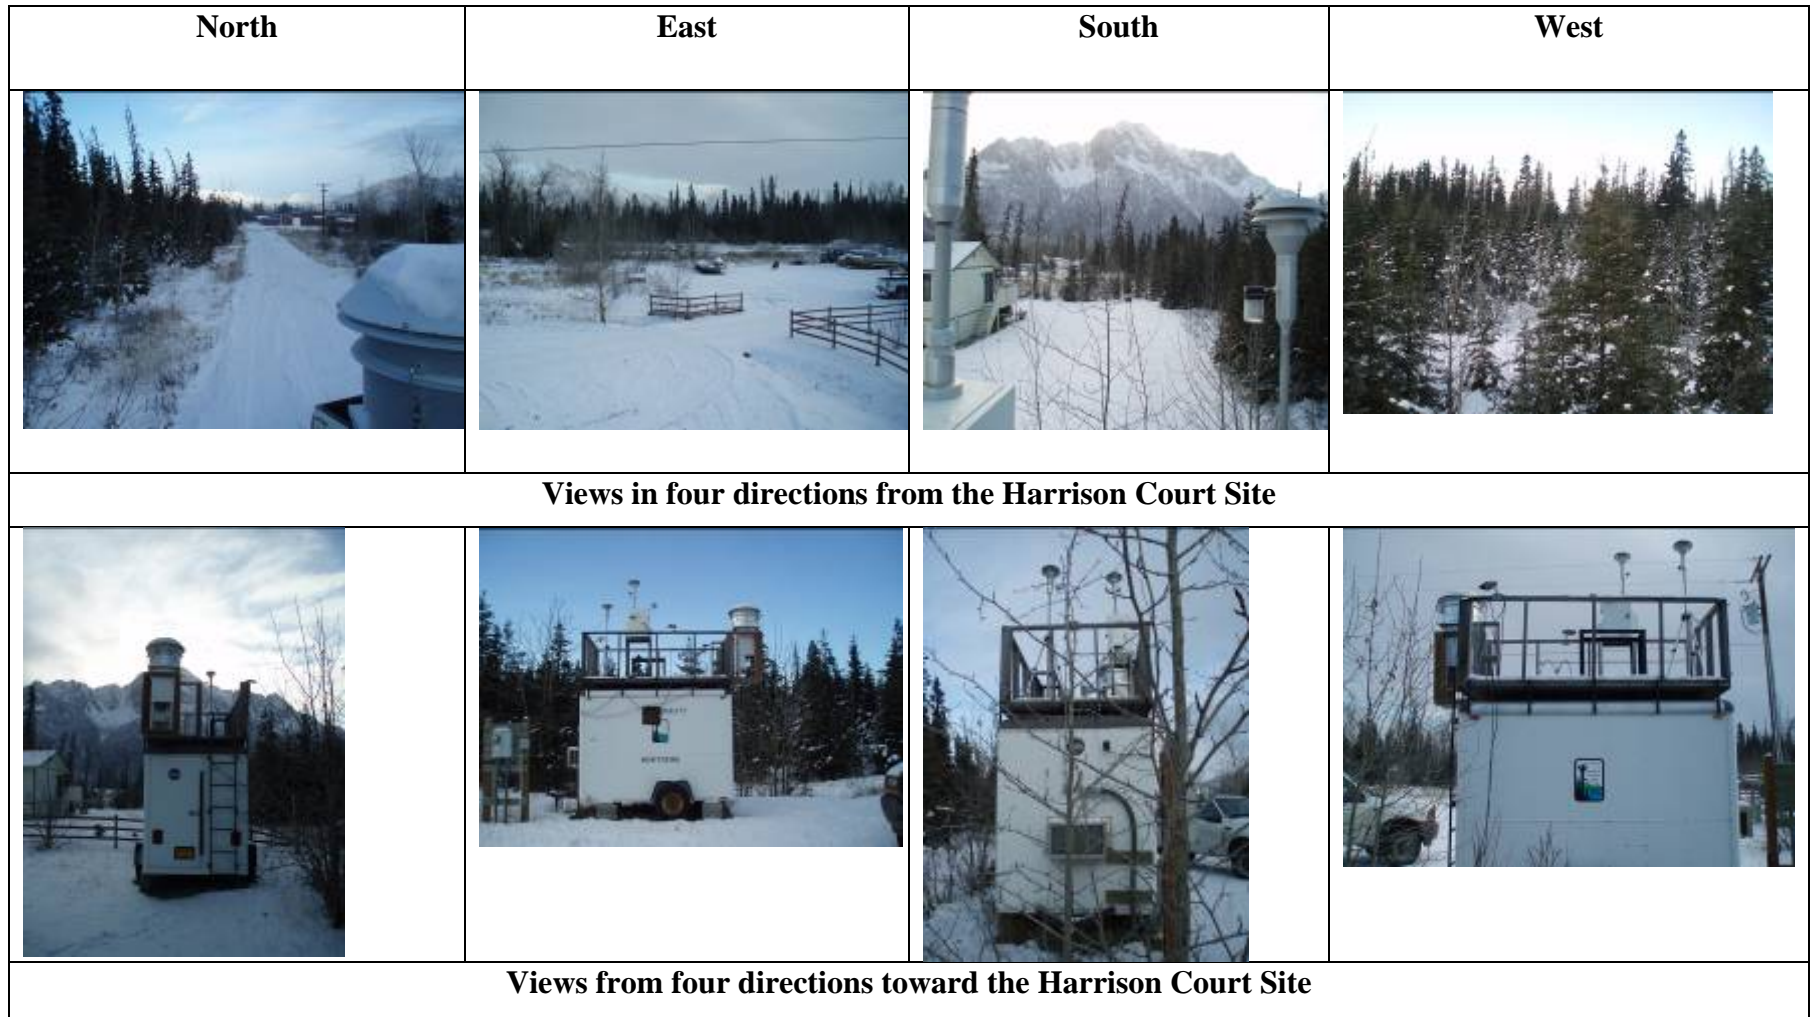 North
East
South
West
Views in four directions from the Harrison Court Site
Views from four directions toward the Harrison Court Site